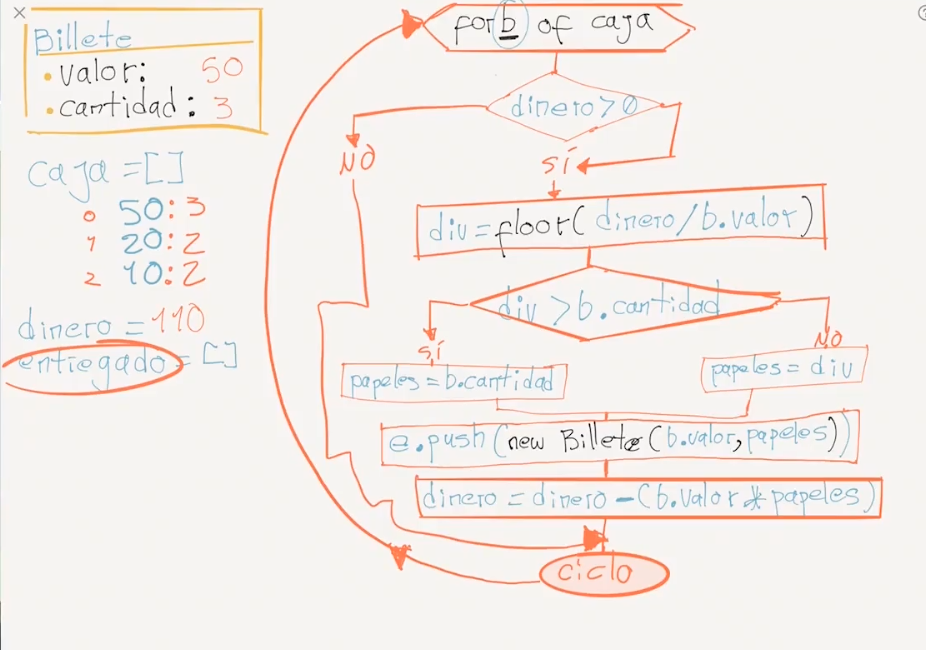 Billete
• valor: 50
• cantidad: 3
caja = []
0 50:3
1 20:2
2 10:2
dinero = 110
entregado = []
for b of caja
dinero > 0
NO
SÍ
div = floor( dinero/b.valor)
div > b.cantidad
SÍ
NO
papeles = b.cantidad
papeles = div
e.push(new Billete(b.valor, papeles))
dinero = dinero - (b.valor * papeles)
ciclo